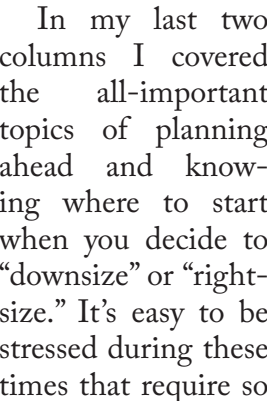 In my last two
columns I covered
the all-important
topics of planning
ahead and know-
ing where to start
when you decide to
“downsize” or “right-
size.” It’s easy to be
stressed during these
times that require so